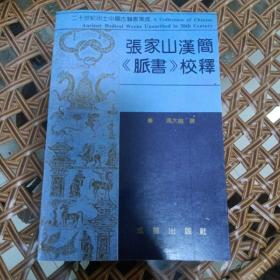 二十世紀出土中國古醫書集成 A Collection of Chinese
Ancient Medical Works Unearthed in 20th Century
張家山漢簡
《脈書》校釋
高大倫 著
成都出版社